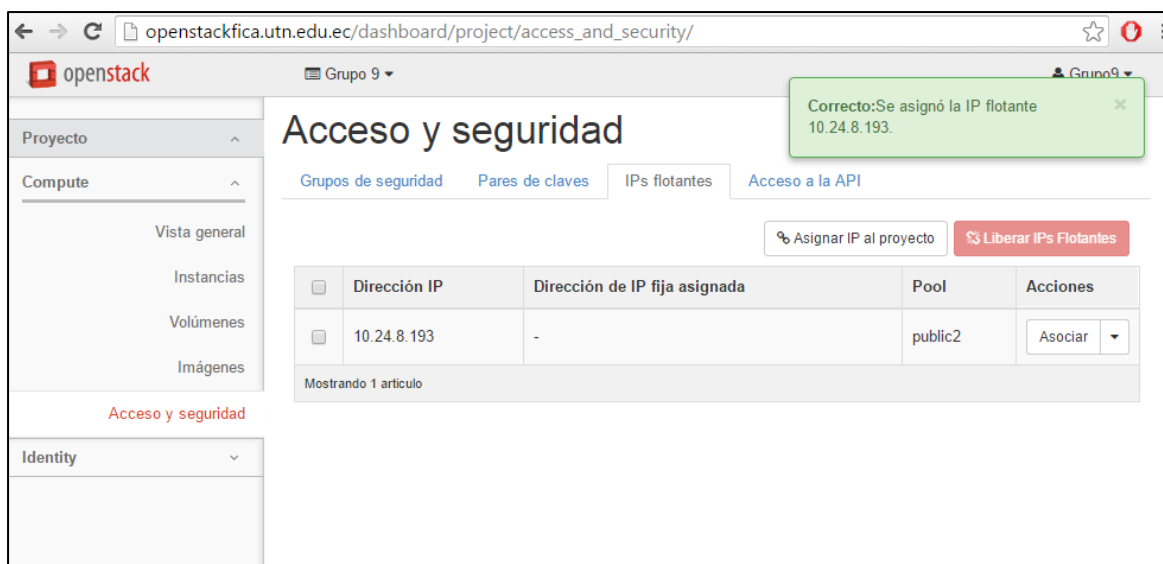 openstackfica.utn.edu.ec/dashboard/project/access_and_security/
openstack
Grupo 9
Grupo9
Correcto:Se asignó la IP flotante
10.24.8.193.
×
Proyecto
Acceso y seguridad
Compute
Grupos de seguridad
Pares de claves
IPs flotantes
Acceso a la API
Vista general
Asignar IP al proyecto
Liberar IPs Flotantes
Instancias
Dirección IP
Dirección de IP fija asignada
Pool
Acciones
Volúmenes
10.24.8.193
-
public2
Asociar
Imágenes
Mostrando 1 articulo
Acceso y seguridad
Identity